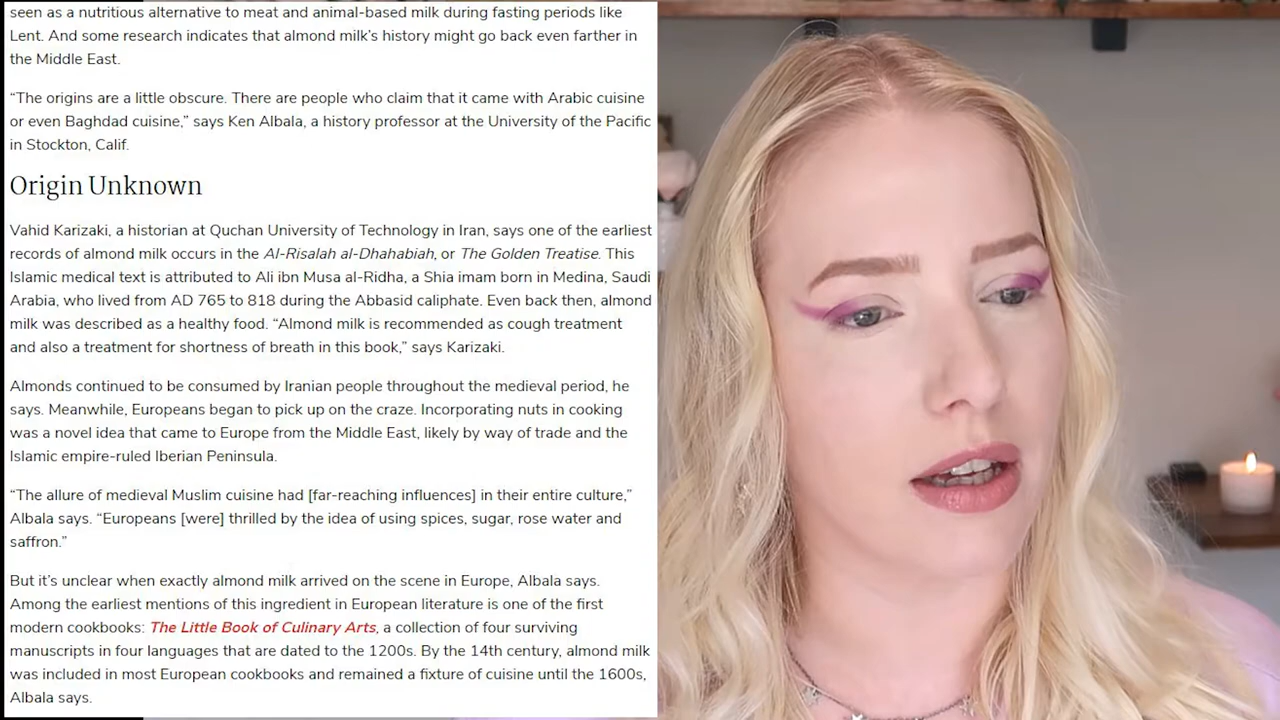 seen as a nutritious alternative to meat and animal-based milk during fasting periods like
Lent. And some research indicates that almond milk’s history might go back even farther in
the Middle East.
“The origins are a little obscure. There are people who claim that it came with Arabic cuisine
or even Baghdad cuisine,” says Ken Albala, a history professor at the University of the Pacific
in Stockton, Calif.
Origin Unknown
Vahid Karizaki, a historian at Quchan University of Technology in Iran, says one of the earliest
records of almond milk occurs in the Al-Risalah al-Dhahabiah, or The Golden Treatise. This
Islamic medical text is attributed to Ali ibn Musa al-Ridha, a Shia imam born in Medina, Saudi
Arabia, who lived from AD 765 to 818 during the Abbasid caliphate. Even back then, almond
milk was described as a healthy food. “Almond milk is recommended as cough treatment
and also a treatment for shortness of breath in this book,” says Karizaki.
Almonds continued to be consumed by Iranian people throughout the medieval period, he
says. Meanwhile, Europeans began to pick up on the craze. Incorporating nuts in cooking
was a novel idea that came to Europe from the Middle East, likely by way of trade and the
Islamic empire-ruled Iberian Peninsula.
“The allure of medieval Muslim cuisine had [far-reaching influences] in their entire culture,”
Albala says. “Europeans [were] thrilled by the idea of using spices, sugar, rose water and
saffron.”
But it’s unclear when exactly almond milk arrived on the scene in Europe, Albala says.
Among the earliest mentions of this ingredient in European literature is one of the first
modern cookbooks: The Little Book of Culinary Arts, a collection of four surviving
manuscripts in four languages that are dated to the 1200s. By the 14th century, almond milk
was included in most European cookbooks and remained a fixture of cuisine until the 1600s,
Albala says.